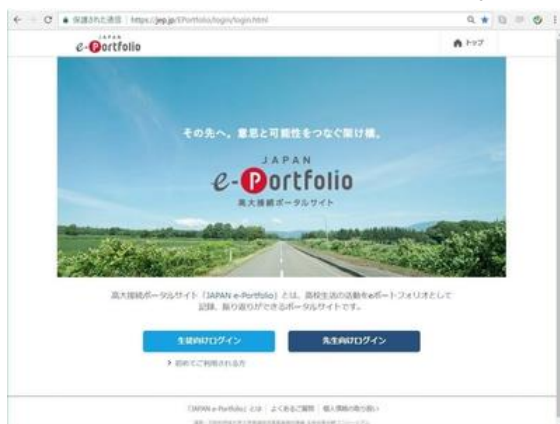 保護された通信 | https://jep.jp/EPortfolio/login/login.html
JAPAN
e-Portfolio
トップ
その先へ。意思と可能性をつなぐ架け橋。
JAPAN
e-Portfolio
高大接続ポータルサイト
高大接続ポータルサイト「JAPAN e-Portfolio」とは、高校生活の活動をeポートフォリオとして
記録、振り返りができるポータルサイトです。
生徒向けログイン
先生向けログイン
初めてご利用される方
「JAPAN e-Portfolio」とは | よくあるご質問 | 個人情報の取り扱い